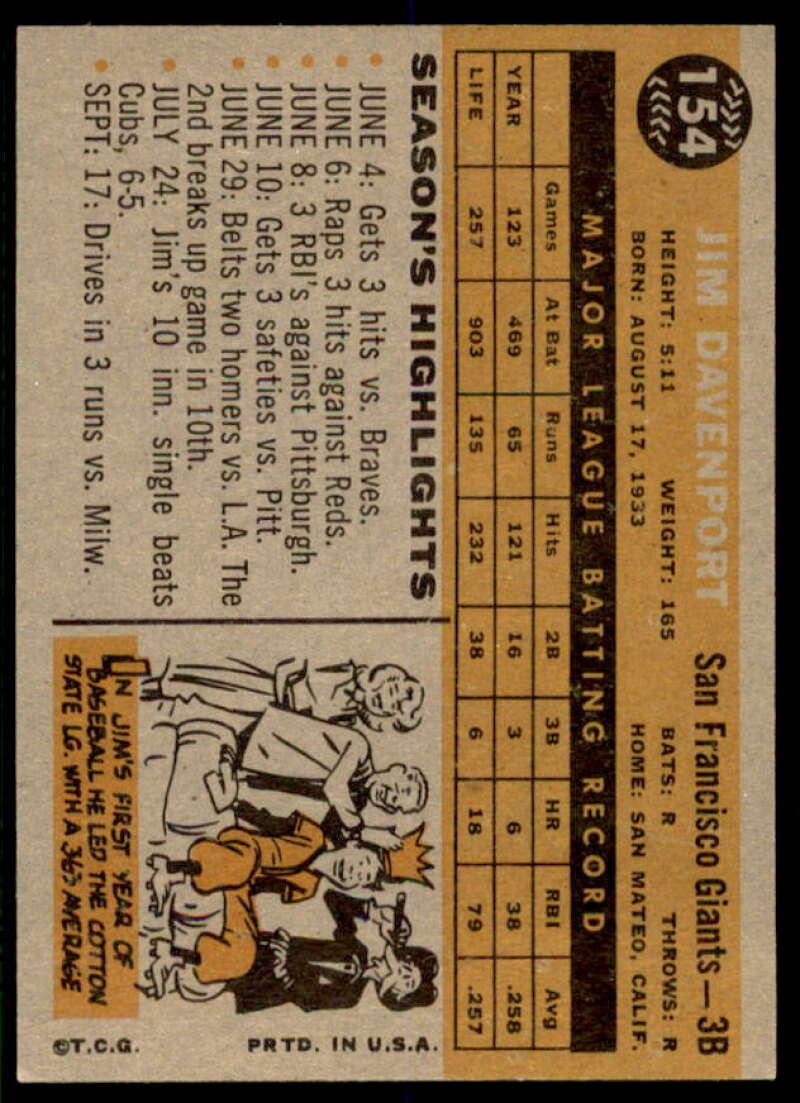 154
JIM DAVENPORT
San Francisco Giants—3B
HEIGHT: 5:11 WEIGHT: 165 BATS: R THROWS: R
BORN: AUGUST 17, 1933 HOME: SAN MATEO, CALIF.
MAJOR LEAGUE BATTING RECORD
Games At Bat Runs Hits 2B 3B HR RBI Avg
YEAR 123 469 65 121 16 3 6 38 .258
LIFE 257 903 135 232 38 6 18 79 .257
SEASON'S HIGHLIGHTS
• JUNE 4: Gets 3 hits vs. Braves.
• JUNE 6: Raps 3 hits against Reds.
• JUNE 8: 3 RBI's against Pittsburgh.
• JUNE 10: Gets 3 safeties vs. Pitt.
• JUNE 29: Belts two homers vs. L.A. The
2nd breaks up game in 10th.
• JULY 24: Jim's 10 inn. single beats
Cubs, 6-5.
• SEPT: 17: Drives in 3 runs vs. Milw.
IN JIM'S FIRST YEAR OF
BASEBALL HE LED THE COTTON
STATE LG. WITH A 363 AVERAGE
©T.C.G. PRTD. IN U.S.A.